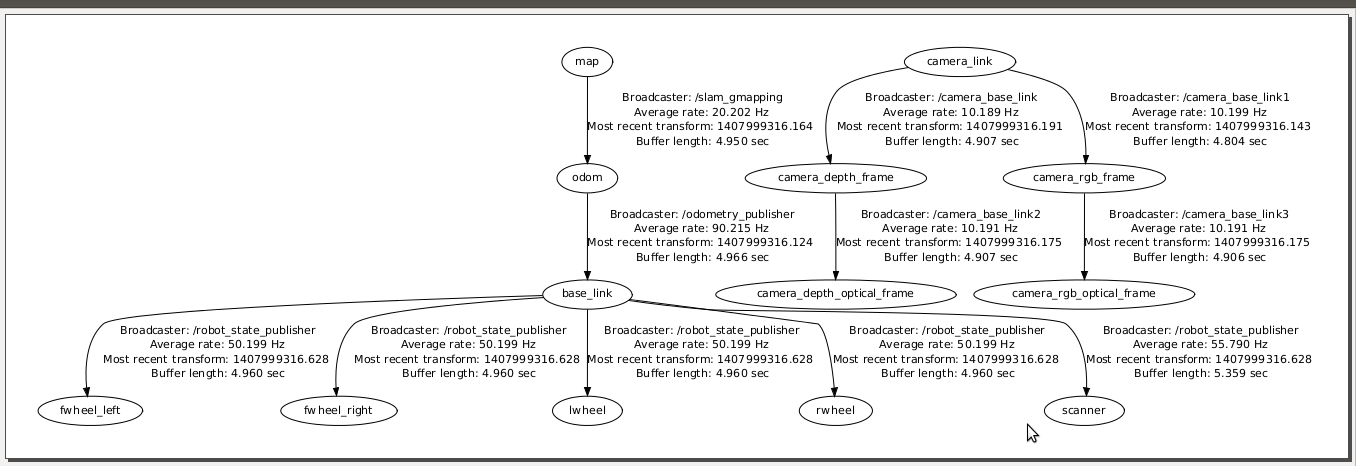 map
camera_link
Broadcaster: /slam_gmapping
Average rate: 20.202 Hz
Most recent transform: 1407999316.164
Buffer length: 4.950 sec
Broadcaster: /camera_base_link
Average rate: 10.189 Hz
Most recent transform: 1407999316.191
Buffer length: 4.907 sec
Broadcaster: /camera_base_link1
Average rate: 10.199 Hz
Most recent transform: 1407999316.143
Buffer length: 4.804 sec
odom
camera_depth_frame
camera_rgb_frame
Broadcaster: /odometry_publisher
Average rate: 90.215 Hz
Most recent transform: 1407999316.124
Buffer length: 4.966 sec
Broadcaster: /camera_base_link2
Average rate: 10.191 Hz
Most recent transform: 1407999316.175
Buffer length: 4.907 sec
Broadcaster: /camera_base_link3
Average rate: 10.191 Hz
Most recent transform: 1407999316.175
Buffer length: 4.906 sec
base_link
camera_depth_optical_frame
camera_rgb_optical_frame
Broadcaster: /robot_state_publisher
Average rate: 50.199 Hz
Most recent transform: 1407999316.628
Buffer length: 4.960 sec
Broadcaster: /robot_state_publisher
Average rate: 50.199 Hz
Most recent transform: 1407999316.628
Buffer length: 4.960 sec
Broadcaster: /robot_state_publisher
Average rate: 50.199 Hz
Most recent transform: 1407999316.628
Buffer length: 4.960 sec
Broadcaster: /robot_state_publisher
Average rate: 50.199 Hz
Most recent transform: 1407999316.628
Buffer length: 4.960 sec
Broadcaster: /robot_state_publisher
Average rate: 55.790 Hz
Most recent transform: 1407999316.628
Buffer length: 5.359 sec
fwheel_left
fwheel_right
lwheel
rwheel
scanner